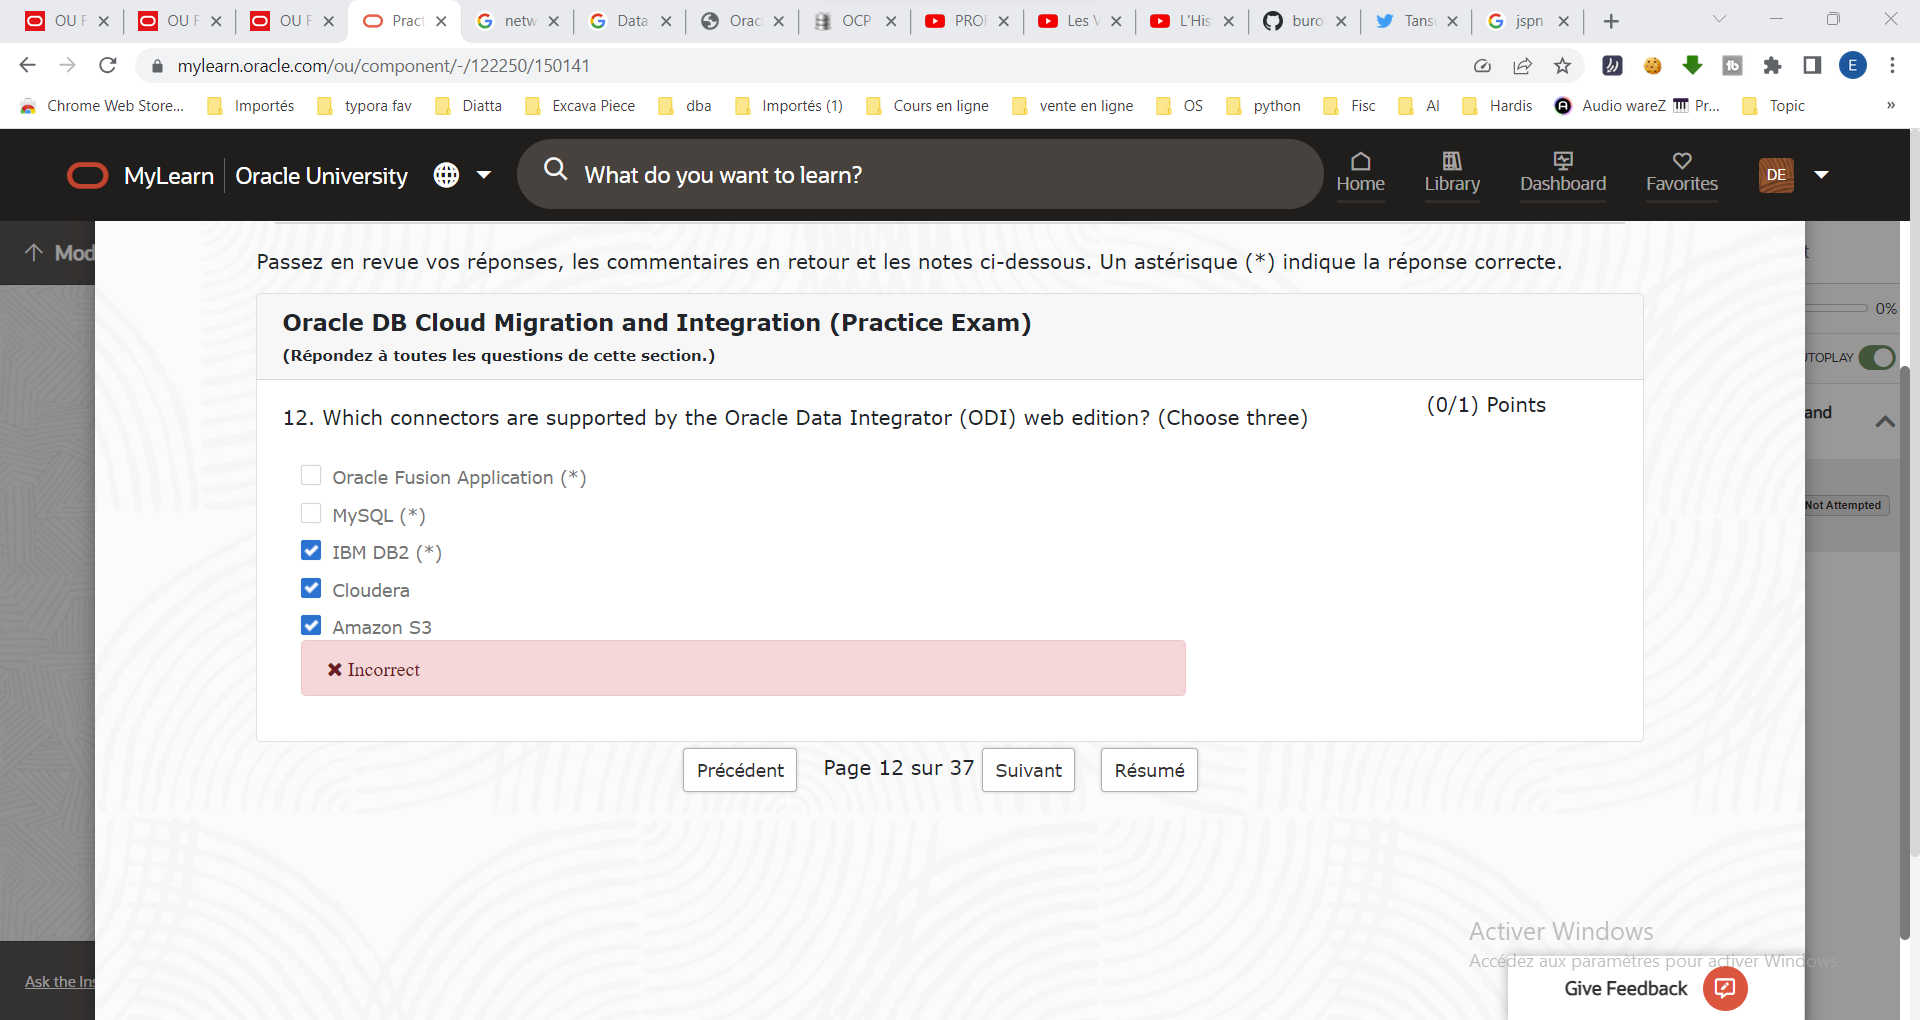 OU F
OU F
OU F
Pract
netw
Data
Orac
OCP
PROF
Les V
L'His
buro
Tans
jspn
mylearn.oracle.com/ou/component/-/122250/150141
E
Chrome Web Store...
Importés
typora fav
Diatta
Excava Piece
dba
Importés (1)
Cours en ligne
vente en ligne
OS
python
Fisc
AI
Hardis
Audio wareZ
Pr...
Topic
»
MyLearn
Oracle University
What do you want to learn?
Home
Library
Dashboard
Favorites
DE
Mod
Passez en revue vos réponses, les commentaires en retour et les notes ci-dessous. Un astérisque (*) indique la réponse correcte.
t
0%
Oracle DB Cloud Migration and Integration (Practice Exam)
(Répondez à toutes les questions de cette section.)
UTOPLAY
(0/1) Points
12. Which connectors are supported by the Oracle Data Integrator (ODI) web edition? (Choose three)
and
Oracle Fusion Application (*)
MySQL (*)
Not Attempted
IBM DB2 (*)
Cloudera
Amazon S3
Incorrect
Précédent
Page 12 sur 37
Suivant
Résumé
Activer Windows
Accédez aux paramètres pour activer Windows.
Ask the Ins
Give Feedback